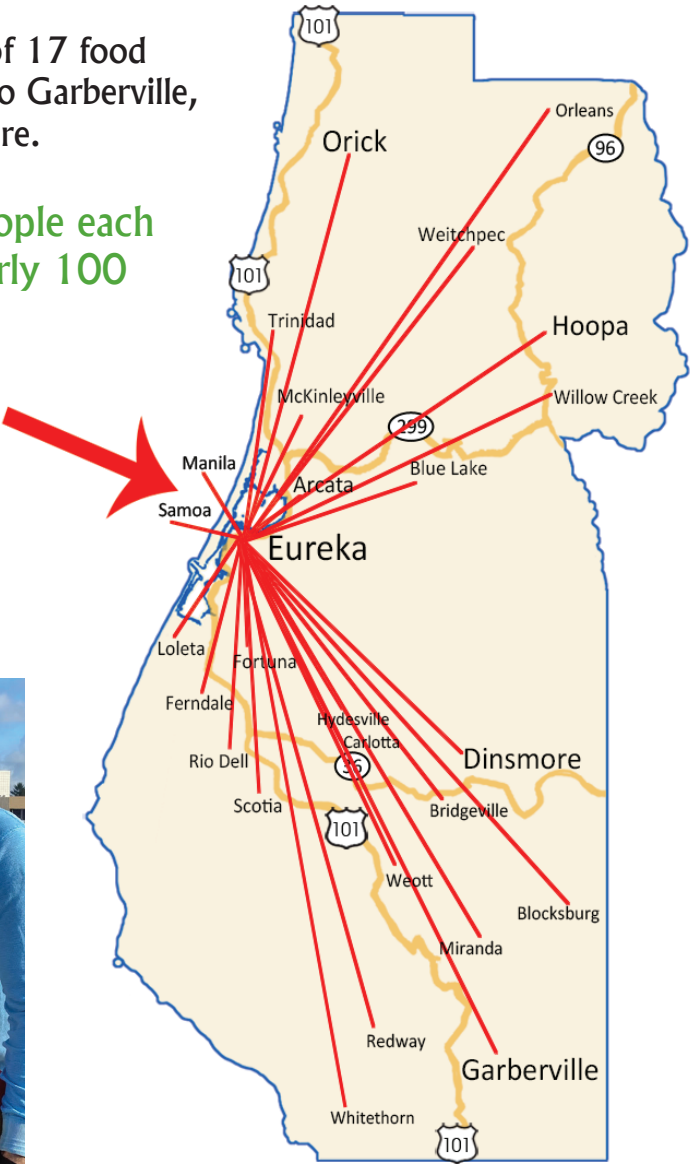 of 17 food
o Garberville,
re.
ople each
rly 100
101
Orleans
Orick
96
Weitchpec
101
Trinidad
Hoopa
McKinleyville
Willow Creek
299
Manila
Blue Lake
Arcata
Samoa
Eureka
Loleta
Fortuna
Ferndale
Hydesville
Carlotta
Rio Dell
36
Dinsmore
Scotia
Bridgeville
101
Weott
Blocksburg
Miranda
Redway
Garberville
Whitethorn
101